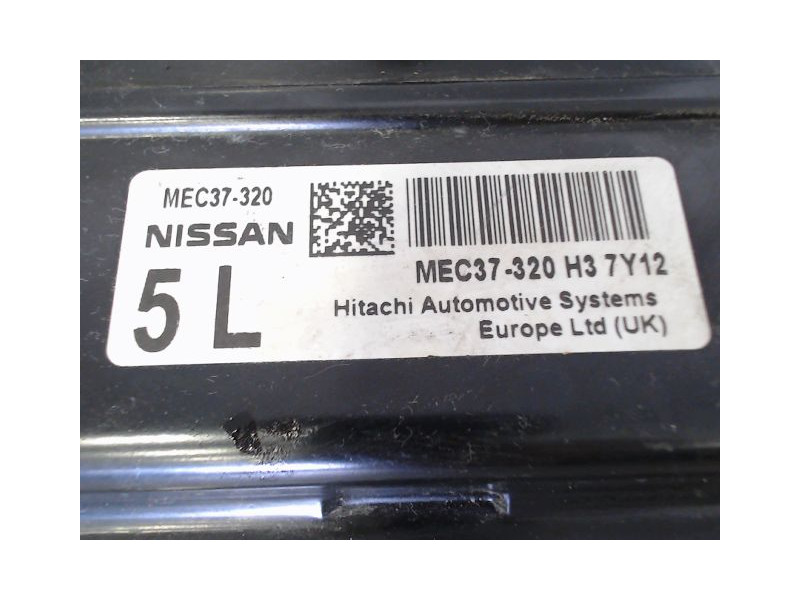 MEC37-320
NISSAN
5 L
MEC37-320 H3 7Y12
Hitachi Automotive Systems
Europe Ltd (UK)